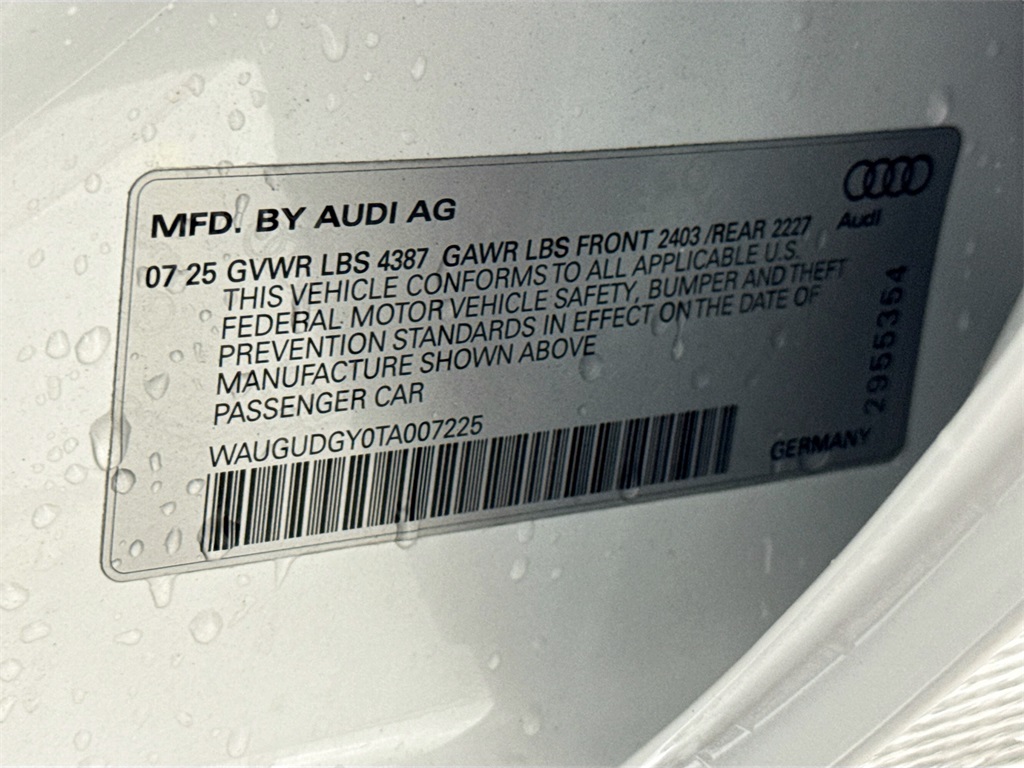 MFD. BY AUDI AG
Audi
07 25 GVWR LBS 4387 GAWR LBS FRONT 2403 /REAR 2227
THIS VEHICLE CONFORMS TO ALL APPLICABLE U.S.
FEDERAL MOTOR VEHICLE SAFETY, BUMPER AND THEFT
PREVENTION STANDARDS IN EFFECT ON THE DATE OF
MANUFACTURE SHOWN ABOVE
PASSENGER CAR
WAUGUDGY0TA007225
GERMANY
2955354